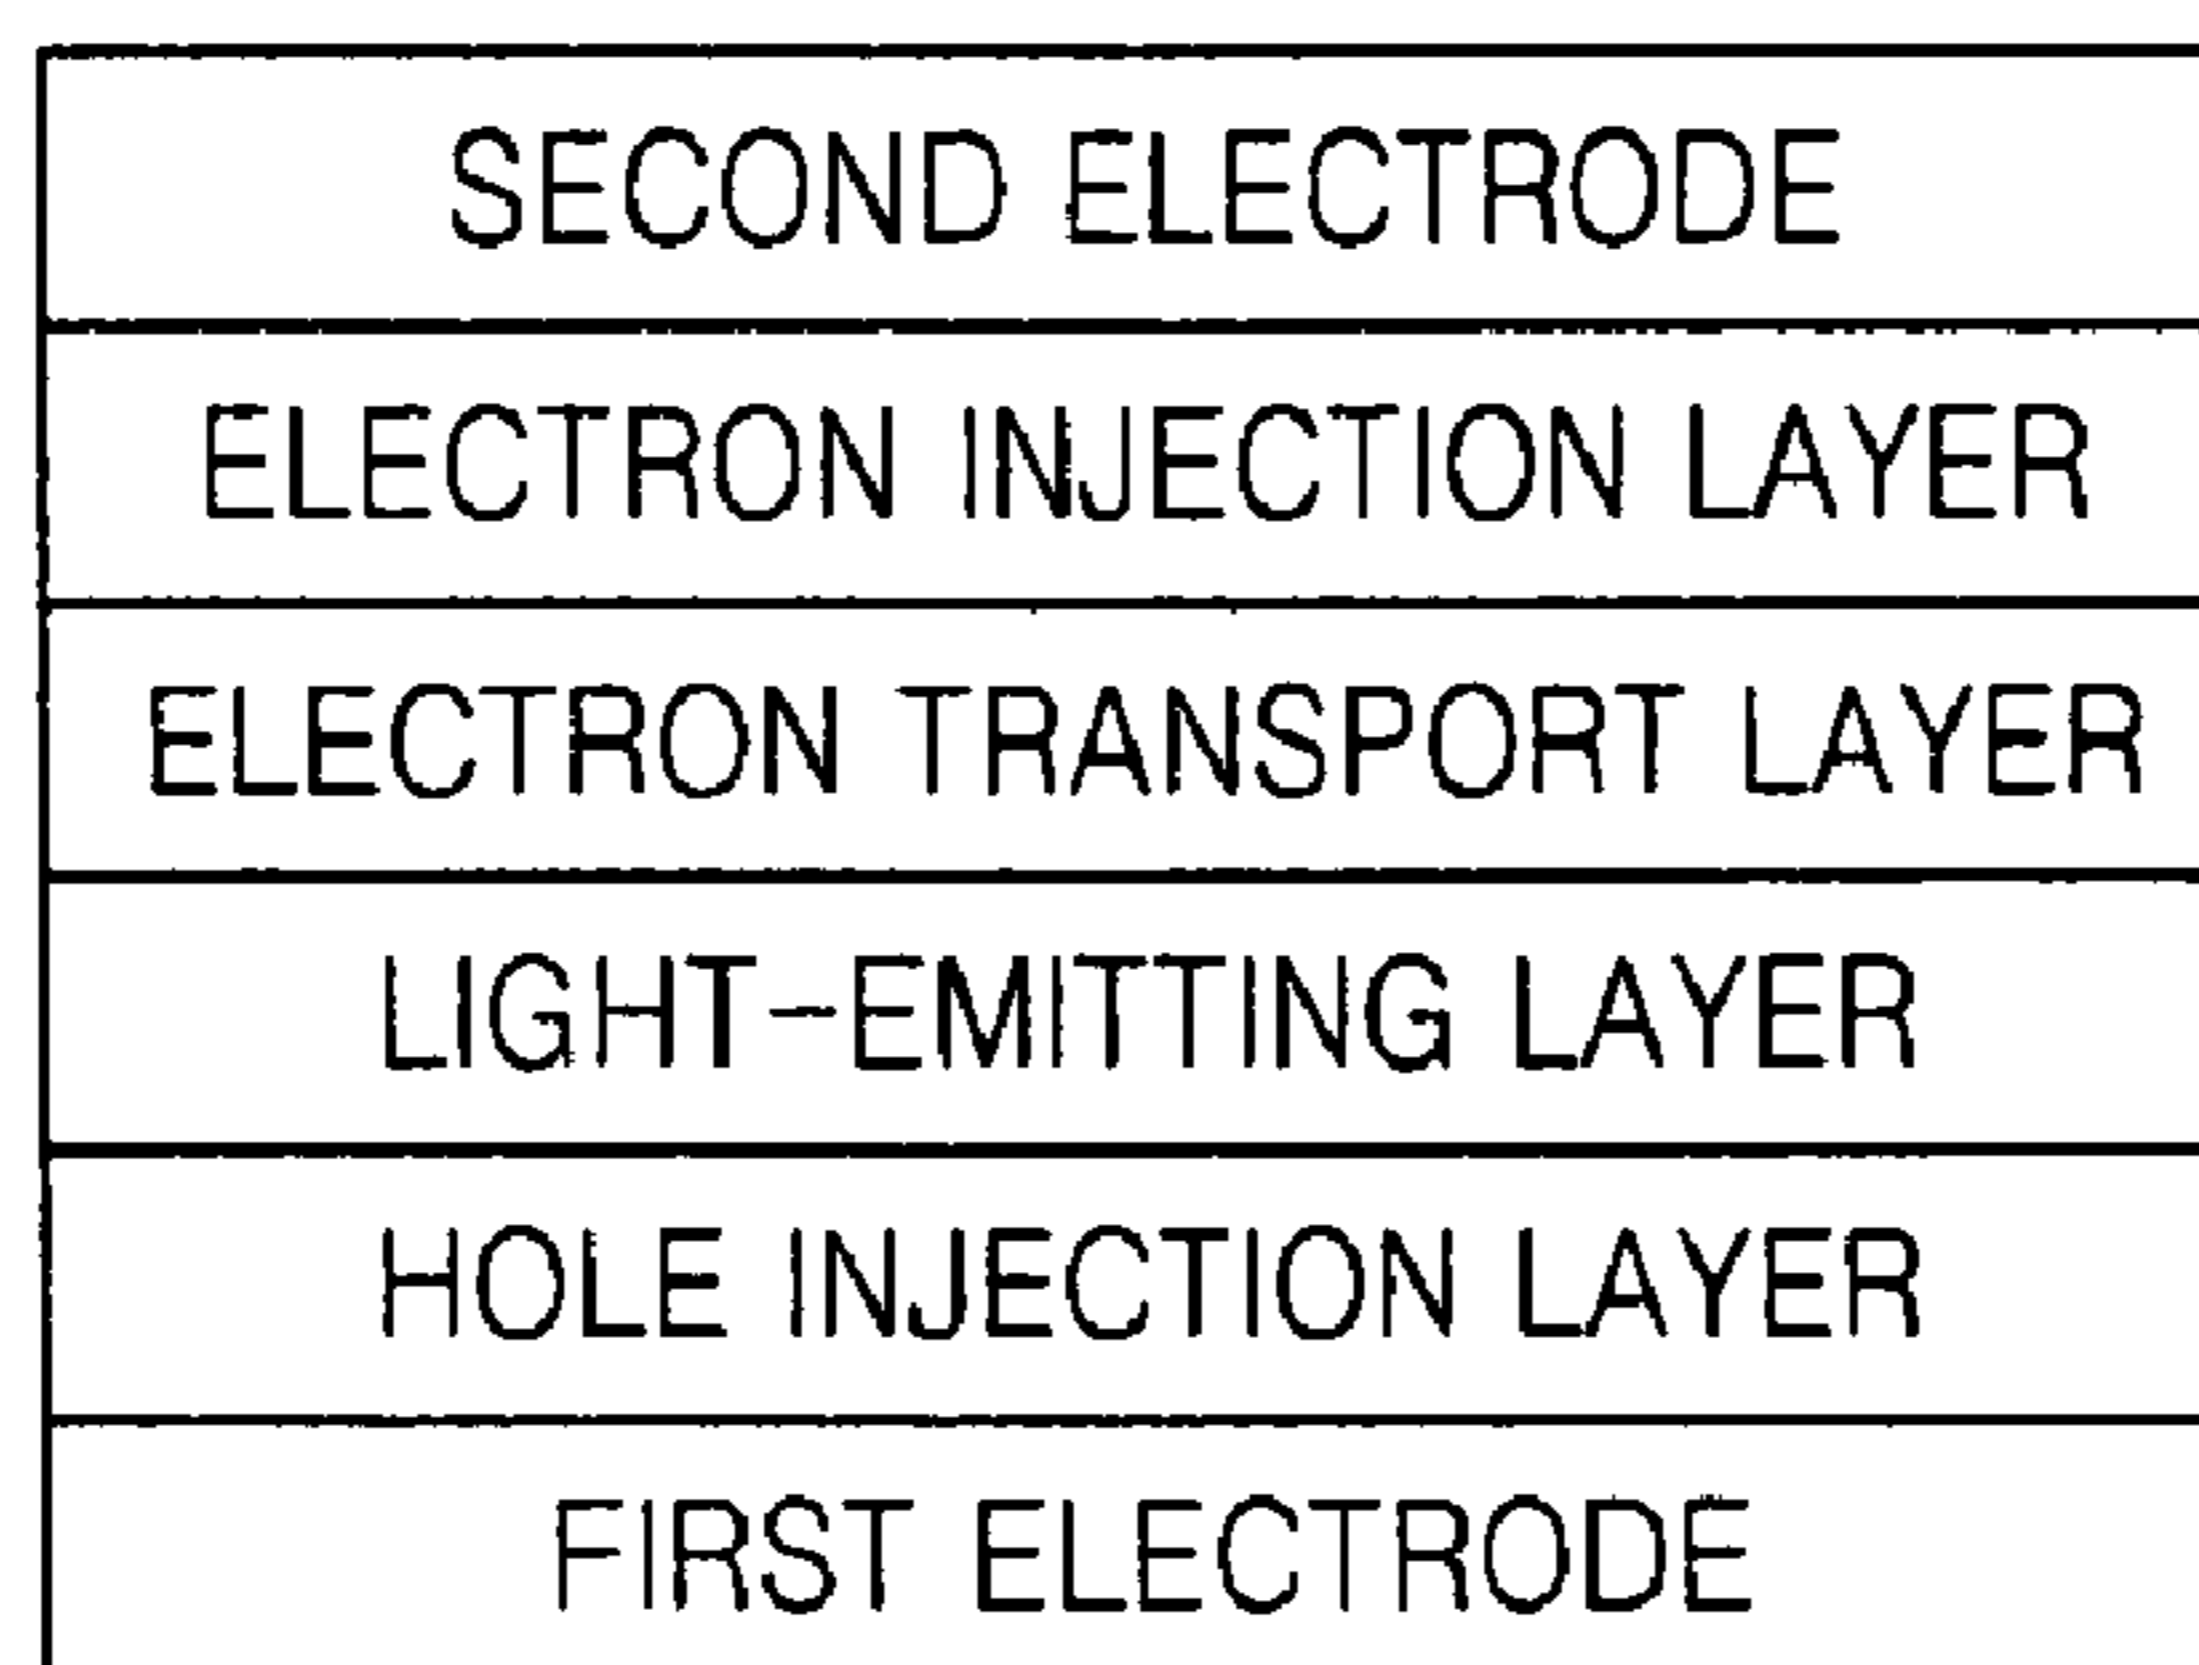 SECOND ELECTRODE
ELECTRON INJECTION LAYER
ELECTRON TRANSPORT LAYER
LIGHT-EMITTING LAYER
HOLE INJECTION LAYER
FIRST ELECTRODE